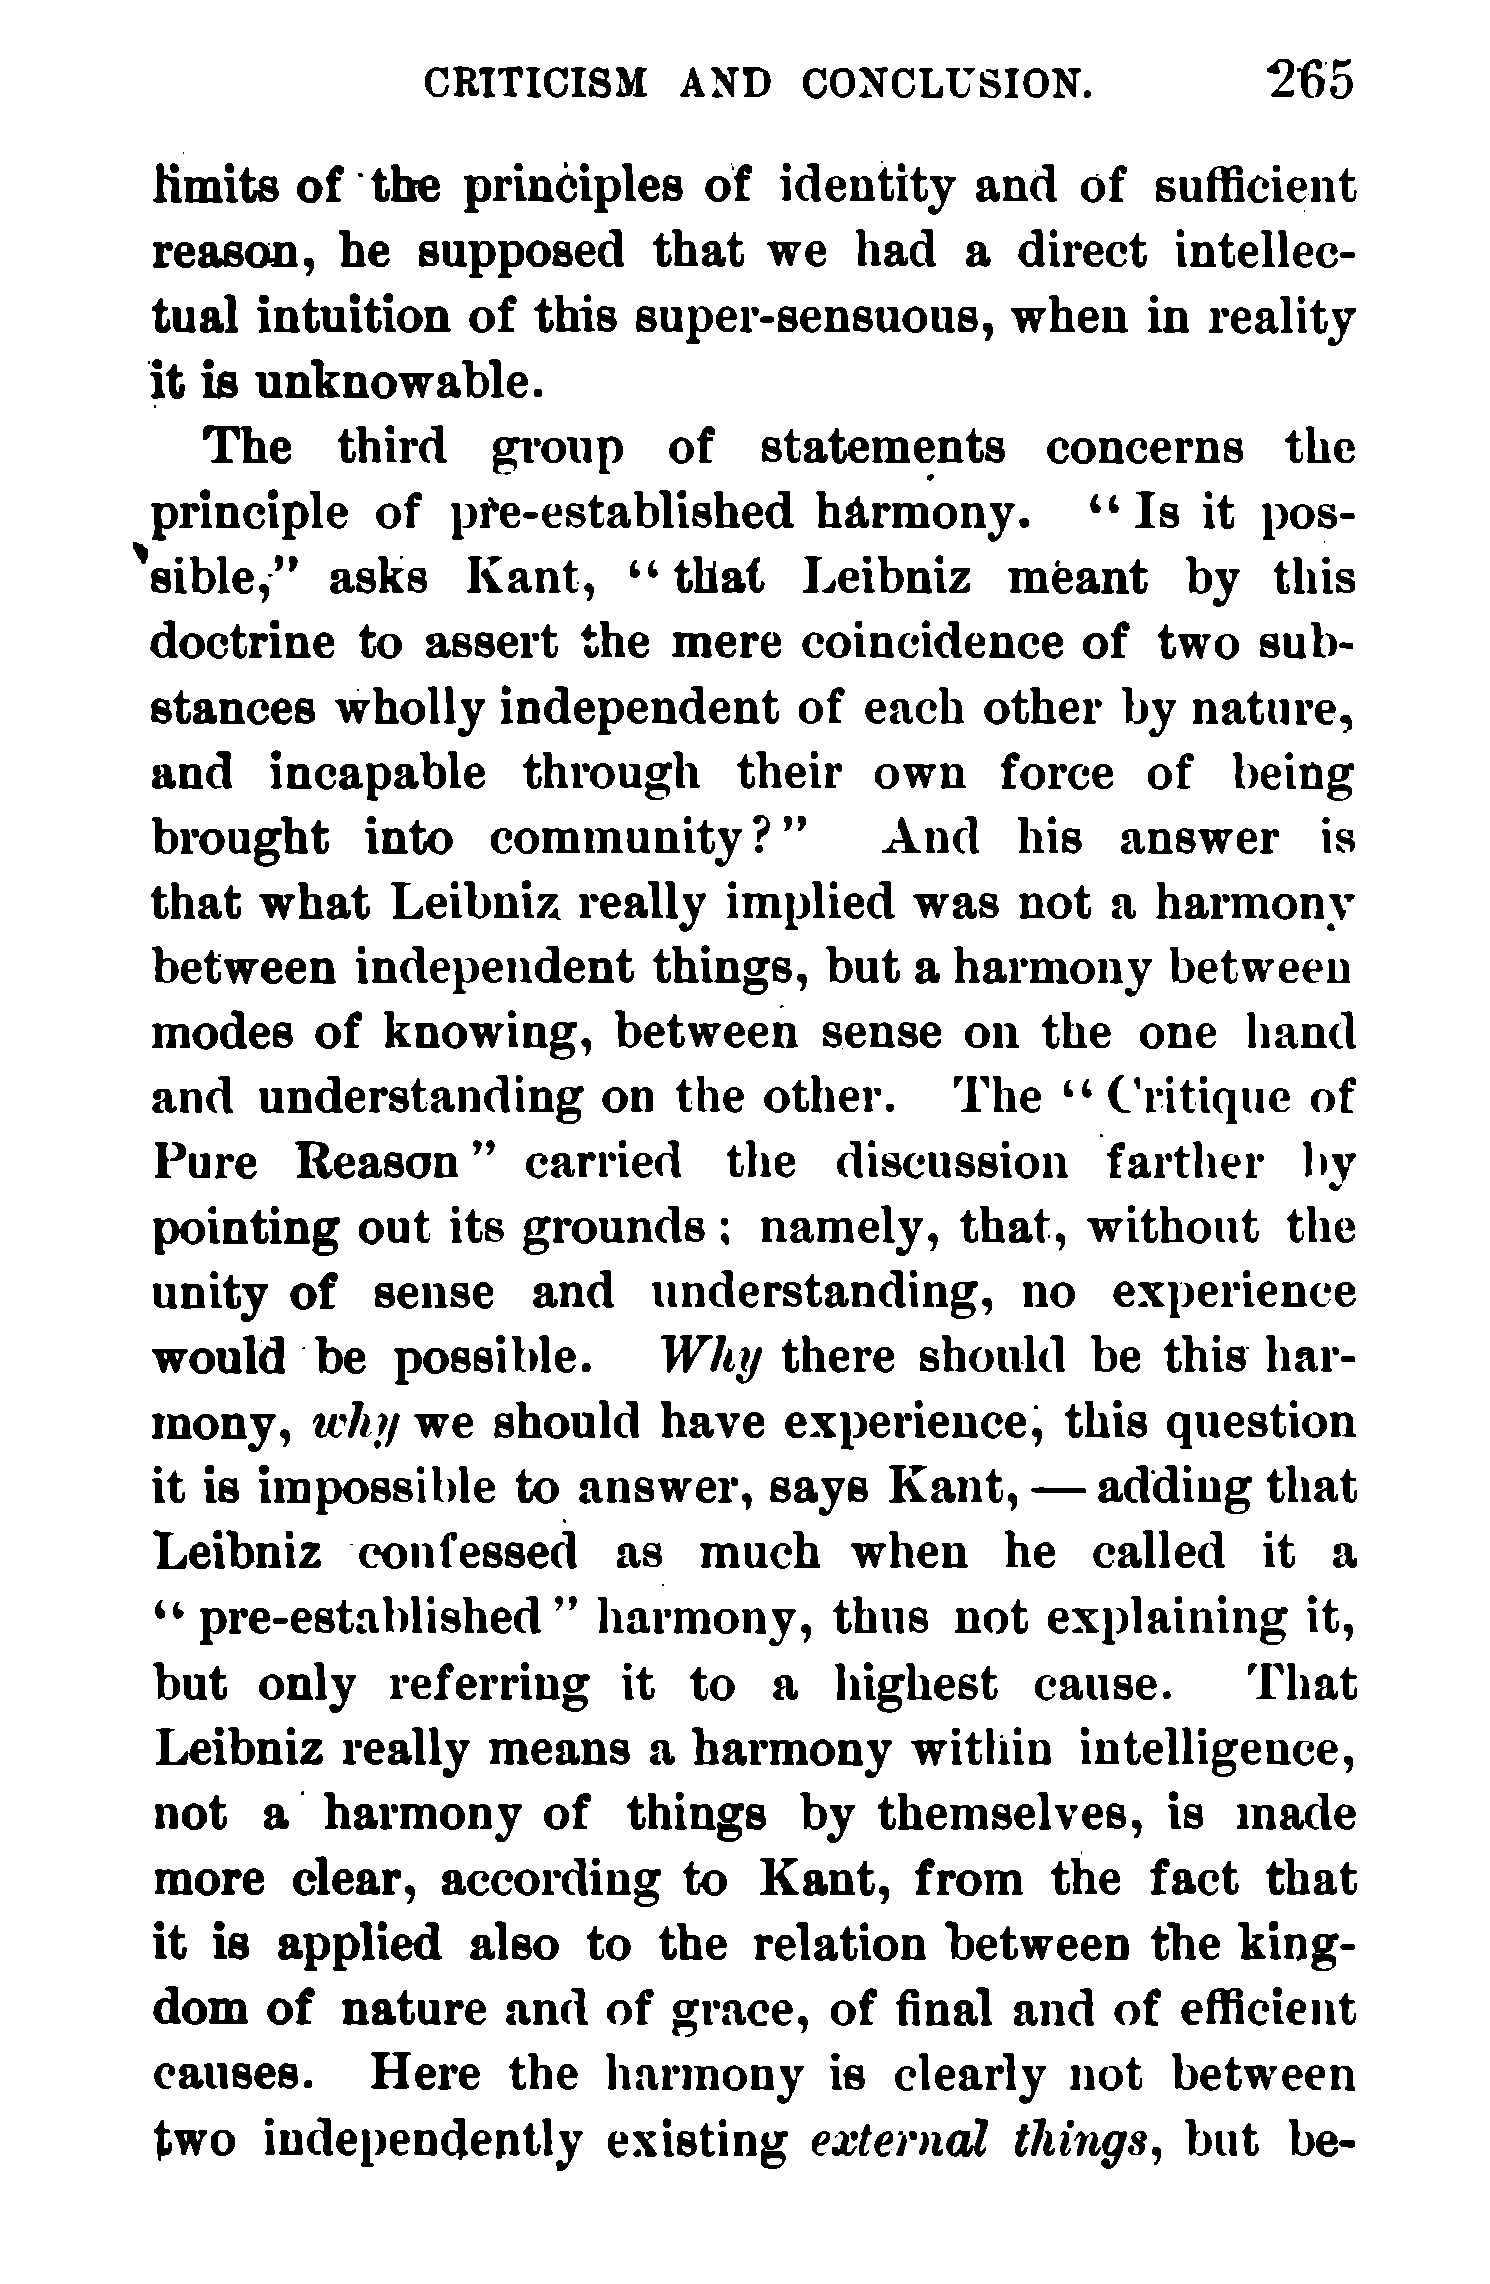 CRITICISM AND CONCLUSION. 265
limits of the principles of identity and of sufficient
reason, he supposed that we had a direct intellec-
tual intuition of this super-sensuous, when in reality
it is unknowable.
The third group of statements concerns the
principle of pre-established harmony. “ Is it pos-
sible,” asks Kant, “ that Leibniz meant by this
doctrine to assert the mere coincidence of two sub-
stances wholly independent of each other by nature,
and incapable through their own force of being
brought into community? ” And his answer is
that what Leibniz really implied was not a harmony
between independent things, but a harmony between
modes of knowing, between sense on the one hand
and understanding on the other. The “ Critique of
Pure Reason ” carried the discussion farther by
pointing out its grounds ; namely, that, without the
unity of sense and understanding, no experience
would be possible. Why there should be this har-
mony, why we should have experience, this question
it is impossible to answer, says Kant, — adding that
Leibniz confessed as much when he called it a
“ pre-established ” harmony, thus not explaining it,
but only referring it to a highest cause. That
Leibniz really means a harmony within intelligence,
not a harmony of things by themselves, is made
more clear, according to Kant, from the fact that
it is applied also to the relation between the king-
dom of nature and of grace, of final and of efficient
causes. Here the harmony is clearly not between
two independently existing external things, but be-